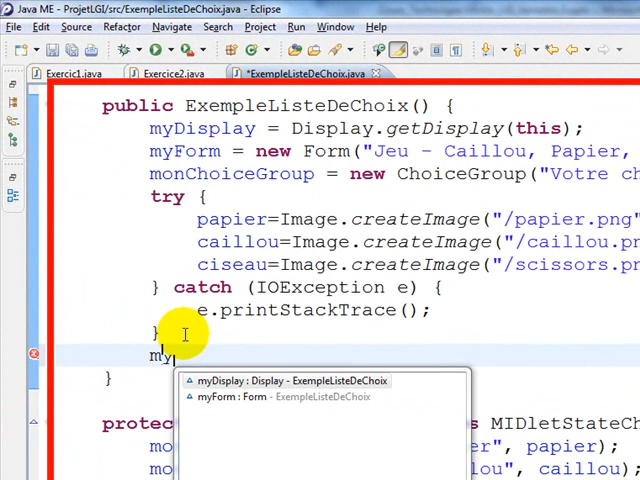 Java ME - ProjetLGI/src/ExempleListeDeChoix.java - Eclipse
File Edit Source Refactor Navigate Search Project Run Window Help
Exercic1.java Exercice2.java *ExempleListeDeChoix.java
public ExempleListeDeChoix() {
myDisplay = Display.getDisplay(this);
myForm = new Form("Jeu - Caillou, Papier,
monChoiceGroup = new ChoiceGroup("Votre ch
try {
papier=Image.createImage("/papier.png"
caillou=Image.createImage("/caillou.pn
ciseau=Image.createImage("/scissors.pn
} catch (IOException e) {
e.printStackTrace();
}
my
myDisplay : Display - ExempleListeDeChoix
}
myForm : Form - ExempleListeDeChoix
prote
s MIDletStateCh
mo
er", papier);
mo
lou", caillou);